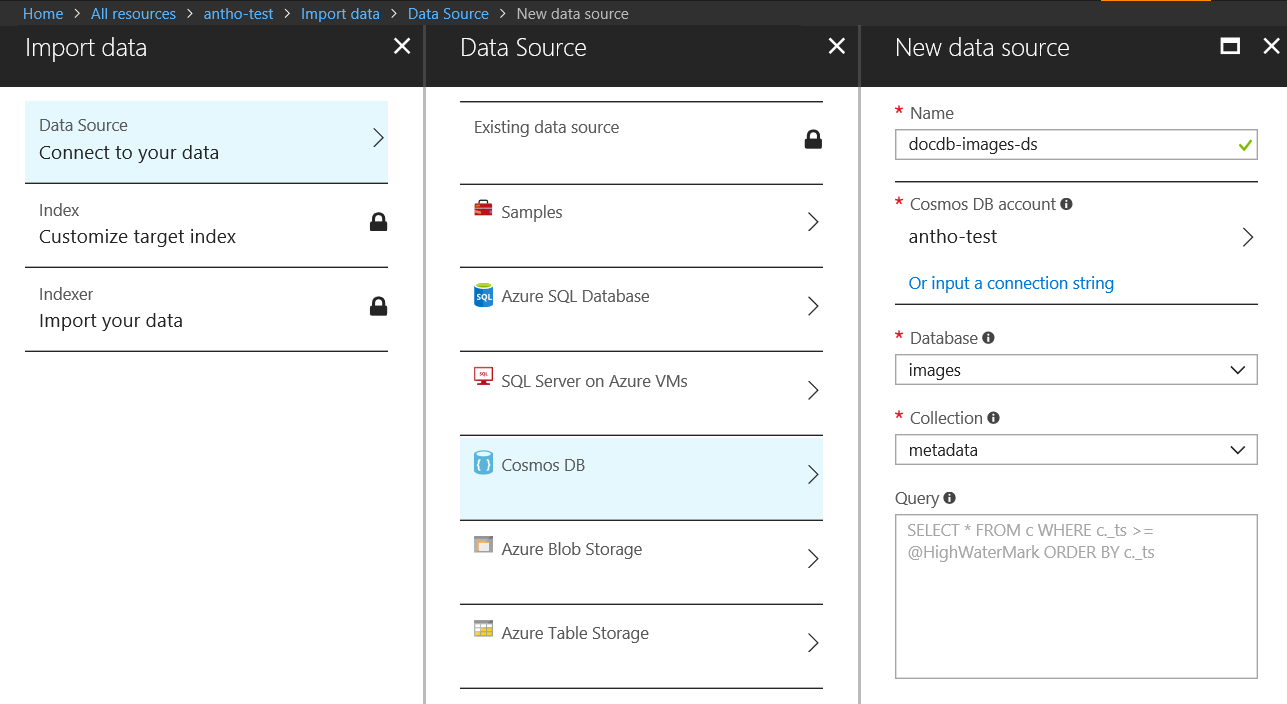 Home > All resources > antho-test > Import data > Data Source > New data source
Import data
Data Source
Connect to your data
Index
Customize target index
Indexer
Import your data
Data Source
Existing data source
Samples
SQL
Azure SQL Database
SQL
SQL Server on Azure VMs
Cosmos DB
Azure Blob Storage
Azure Table Storage
New data source
* Name
docdb-images-ds
* Cosmos DB account
antho-test
Or input a connection string
* Database
images
* Collection
metadata
Query
SELECT * FROM c WHERE c._ts >=
@HighWaterMark ORDER BY c._ts